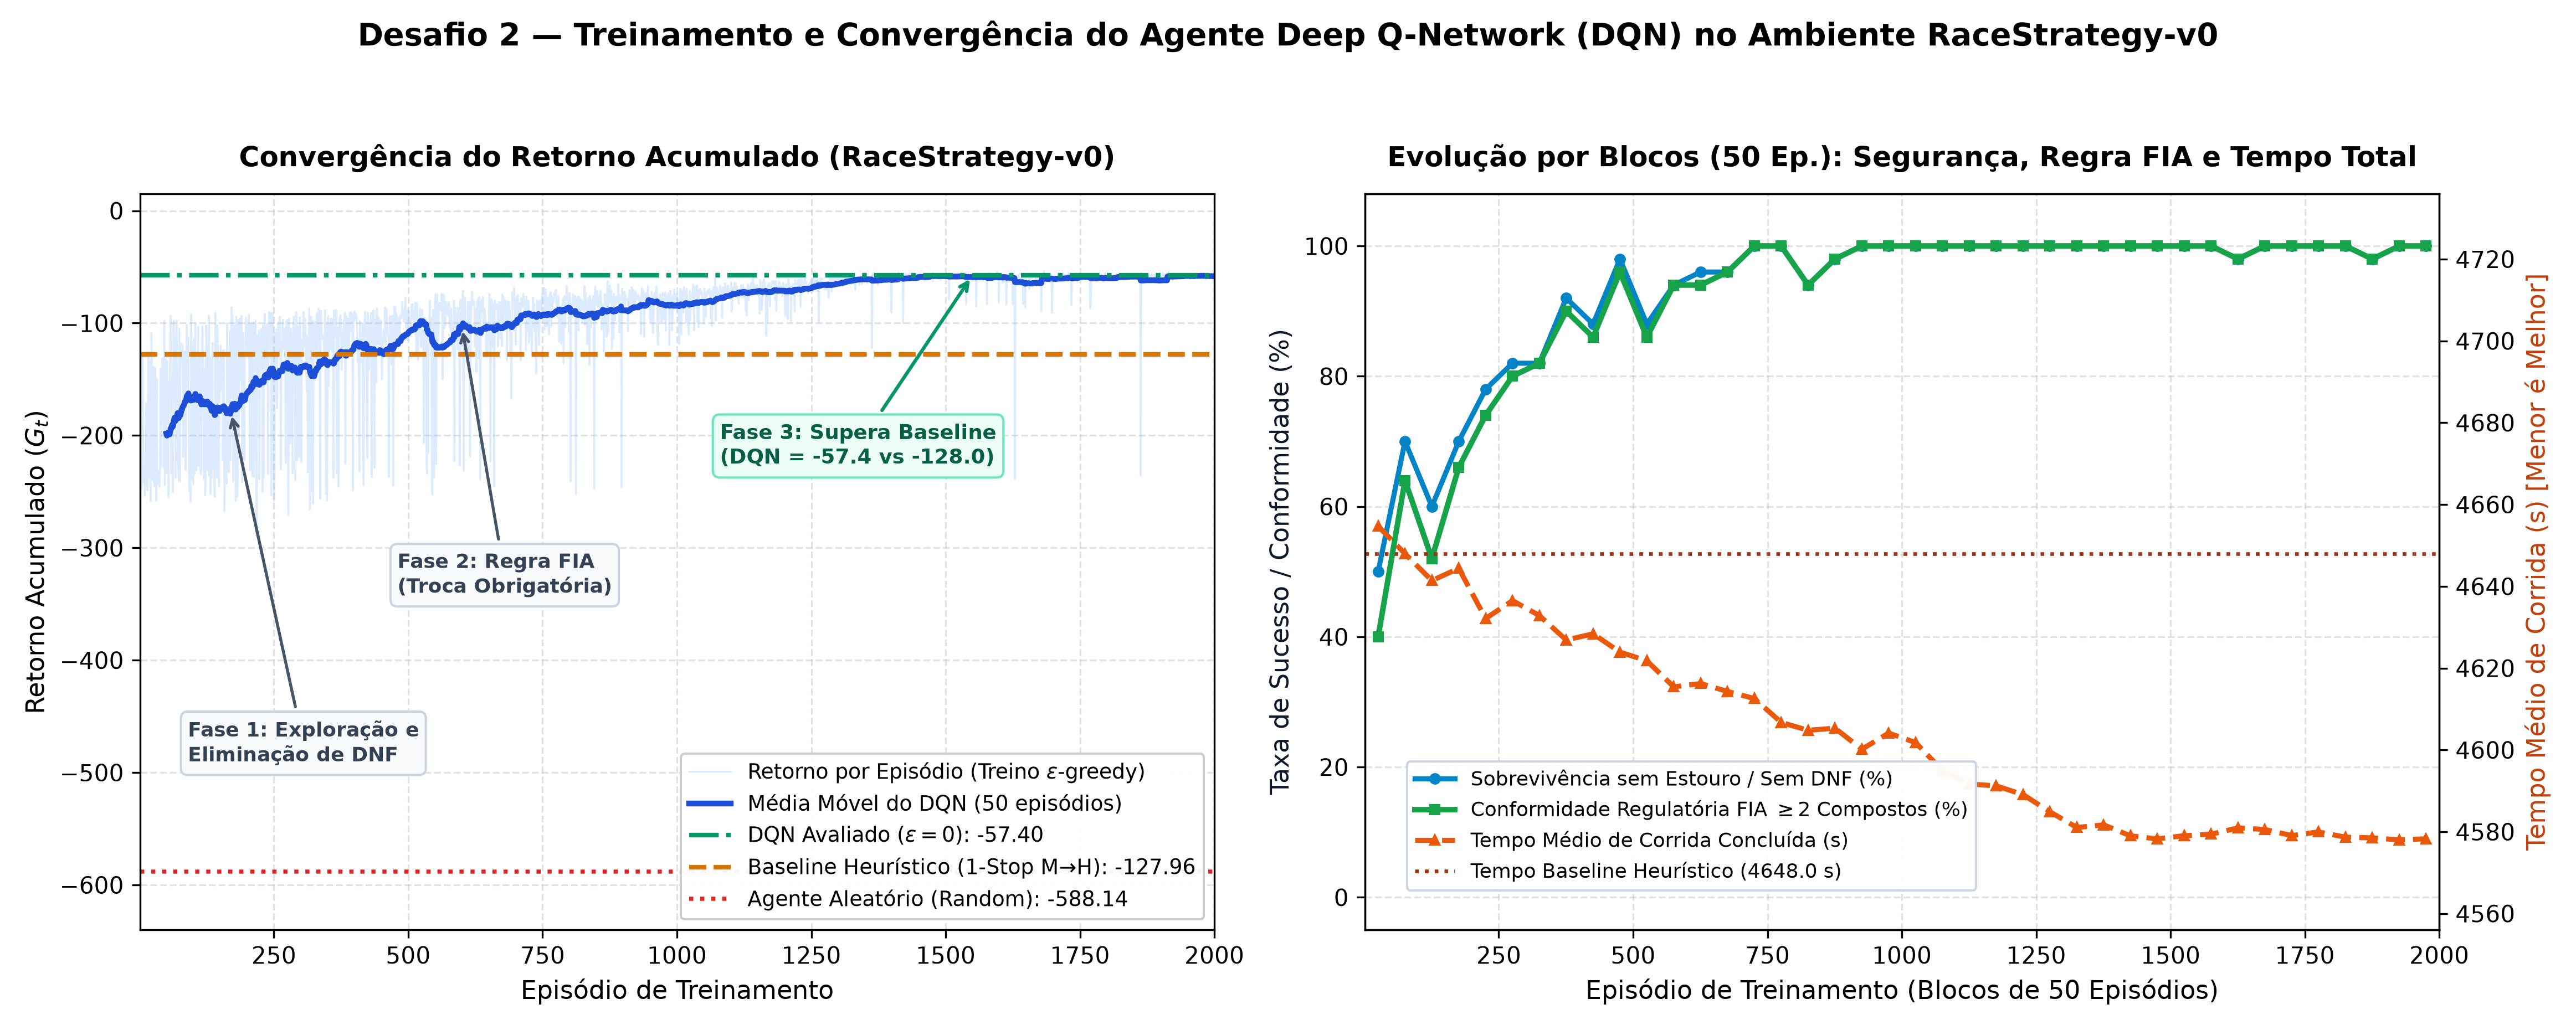 Desafio 2 — Treinamento e Convergência do Agente Deep Q-Network (DQN) no Ambiente RaceStrategy-v0
Convergência do Retorno Acumulado (RaceStrategy-v0)
Retorno Acumulado (G_t)
0
−100
−200
−300
−400
−500
−600
Fase 1: Exploração e
Eliminação de DNF
Fase 2: Regra FIA
(Troca Obrigatória)
Fase 3: Supera Baseline
(DQN = -57.4 vs -128.0)
Retorno por Episódio (Treino ε-greedy)
Média Móvel do DQN (50 episódios)
DQN Avaliado (ε = 0): -57.40
Baseline Heurístico (1-Stop M→H): -127.96
Agente Aleatório (Random): -588.14
250 500 750 1000 1250 1500 1750 2000
Episódio de Treinamento
Evolução por Blocos (50 Ep.): Segurança, Regra FIA e Tempo Total
Taxa de Sucesso / Conformidade (%)
100
80
60
40
20
0
Sobrevivência sem Estouro / Sem DNF (%)
Conformidade Regulatória FIA ≥2 Compostos (%)
Tempo Médio de Corrida Concluída (s)
Tempo Baseline Heurístico (4648.0 s)
4720
4700
4680
4660
4640
4620
4600
4580
4560
Tempo Médio de Corrida (s) [Menor é Melhor]
250 500 750 1000 1250 1500 1750 2000
Episódio de Treinamento (Blocos de 50 Episódios)